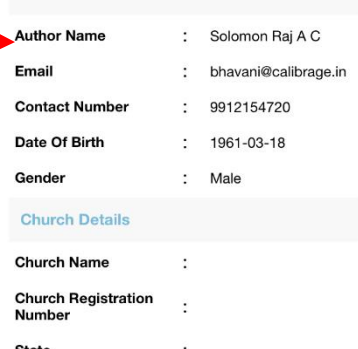 Author Name : Solomon Raj A C
Email : bhavani@calibrage.in
Contact Number : 9912154720
Date Of Birth : 1961-03-18
Gender : Male
Church Details
Church Name :
Church Registration
Number :
State :